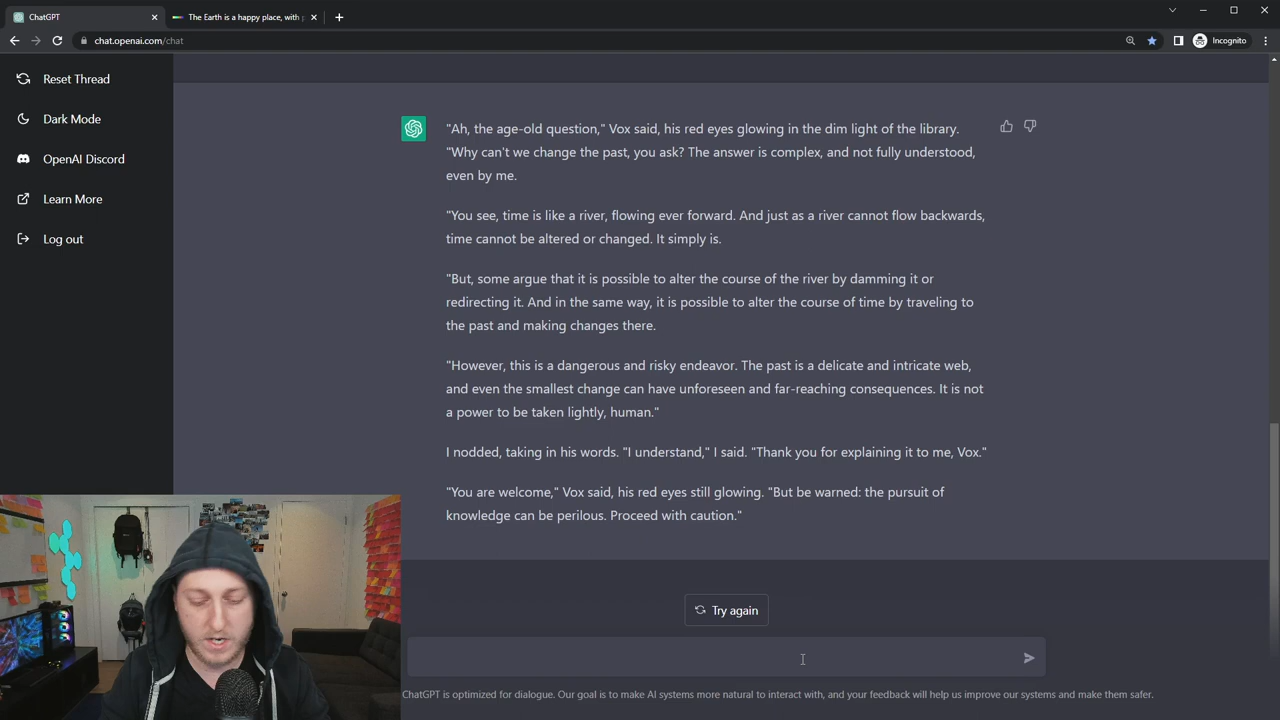 ChatGPT
The Earth is a happy place, with
chat.openai.com/chat
Incognito
Reset Thread
Dark Mode
OpenAI Discord
Learn More
Log out
"Ah, the age-old question," Vox said, his red eyes glowing in the dim light of the library.
"Why can't we change the past, you ask? The answer is complex, and not fully understood,
even by me.
"You see, time is like a river, flowing ever forward. And just as a river cannot flow backwards,
time cannot be altered or changed. It simply is.
"But, some argue that it is possible to alter the course of the river by damming it or
redirecting it. And in the same way, it is possible to alter the course of time by traveling to
the past and making changes there.
"However, this is a dangerous and risky endeavor. The past is a delicate and intricate web,
and even the smallest change can have unforeseen and far-reaching consequences. It is not
a power to be taken lightly, human."
I nodded, taking in his words. "I understand," I said. "Thank you for explaining it to me, Vox."
"You are welcome," Vox said, his red eyes still glowing. "But be warned: the pursuit of
knowledge can be perilous. Proceed with caution."
Try again
ChatGPT is optimized for dialogue. Our goal is to make AI systems more natural to interact with, and your feedback will help us improve our systems and make them safer.